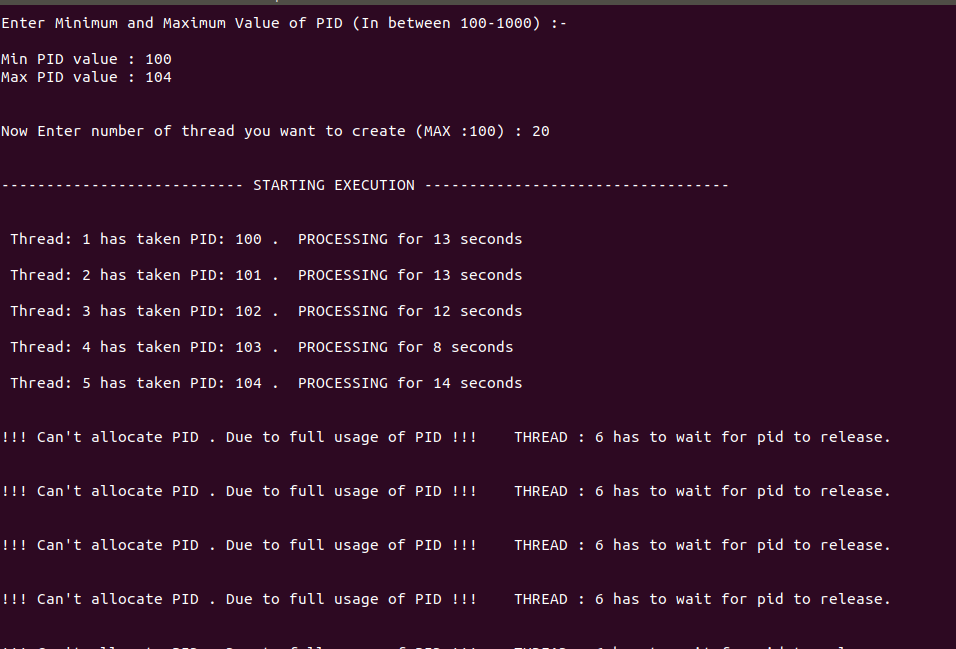 Enter Minimum and Maximum Value of PID (In between 100-1000) :-
Min PID value : 100
Max PID value : 104
Now Enter number of thread you want to create (MAX :100) : 20
--------------------------- STARTING EXECUTION ----------------------------------
Thread: 1 has taken PID: 100 .  PROCESSING for 13 seconds
Thread: 2 has taken PID: 101 .  PROCESSING for 13 seconds
Thread: 3 has taken PID: 102 .  PROCESSING for 12 seconds
Thread: 4 has taken PID: 103 .  PROCESSING for 8 seconds
Thread: 5 has taken PID: 104 .  PROCESSING for 14 seconds
!!! Can't allocate PID . Due to full usage of PID !!!    THREAD : 6 has to wait for pid to release.
!!! Can't allocate PID . Due to full usage of PID !!!    THREAD : 6 has to wait for pid to release.
!!! Can't allocate PID . Due to full usage of PID !!!    THREAD : 6 has to wait for pid to release.
!!! Can't allocate PID . Due to full usage of PID !!!    THREAD : 6 has to wait for pid to release.